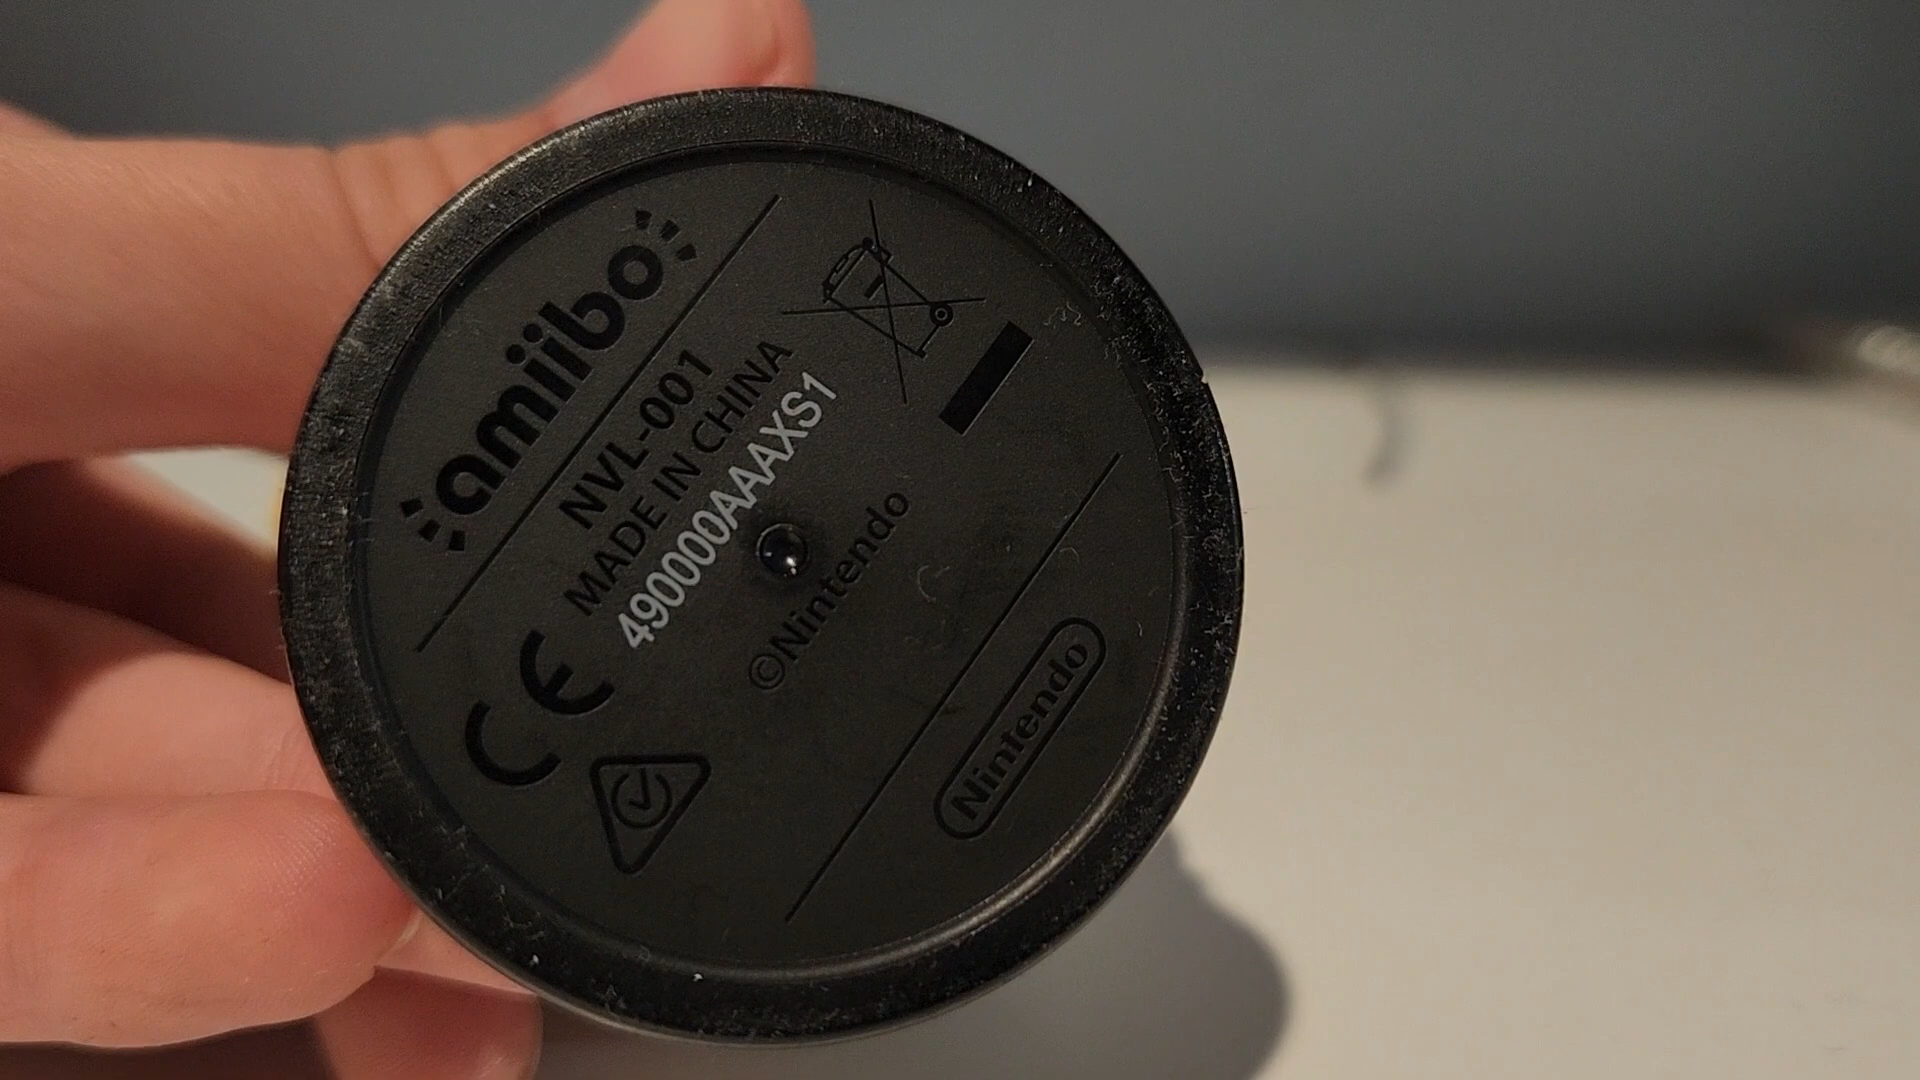 amiibo
NVL-001
MADE IN CHINA
490000AAAXS1
©Nintendo
CE
Nintendo